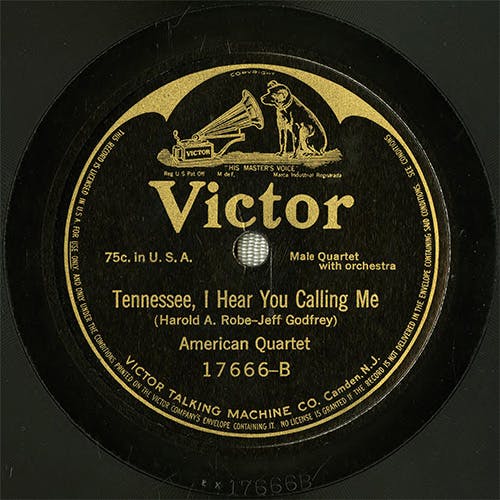 COPYRIGHT
VICTOR
"HIS MASTER'S VOICE"
Reg U S Pat Off M de F. Marca Industrial Registrada
Victor
75c. in U. S. A.
Male Quartet
with orchestra
Tennessee, I Hear You Calling Me
(Harold A. Robe-Jeff Godfrey)
American Quartet
17666-B
VICTOR TALKING MACHINE CO. Camden. N.J.
THIS RECORD IS LICENSED IN U.S.A. FOR USE ONLY, AND ONLY UNDER THE CONDITIONS PRINTED ON THE VICTOR COMPANY'S ENVELOPE CONTAINING IT. NO LICENSE IS GRANTED IF THE RECORD IS NOT DELIVERED IN THE ENVELOPE CONTAINING SAID CONDITIONS. SEE CONDITIONS
17666B